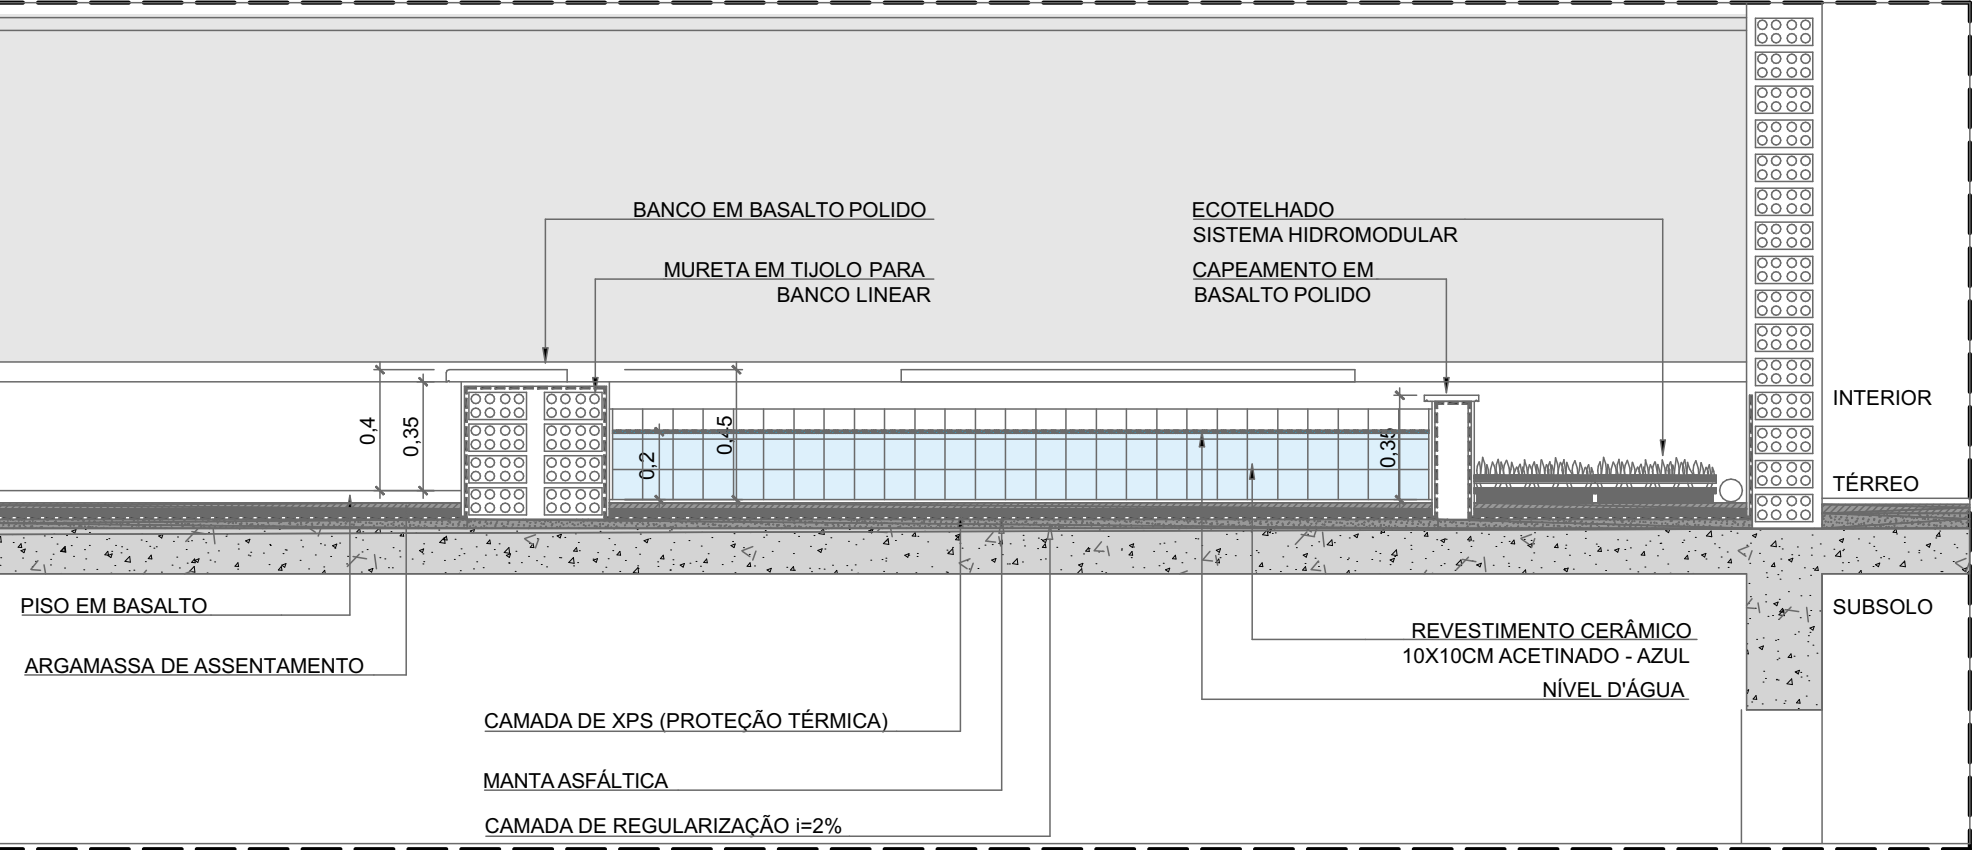 BANCO EM BASALTO POLIDO
MURETA EM TIJOLO PARA
BANCO LINEAR
ECOTELHADO
SISTEMA HIDROMODULAR
CAPEAMENTO EM
BASALTO POLIDO
INTERIOR
TÉRREO
SUBSOLO
0,4
0,35
0,2
0,45
0,35
PISO EM BASALTO
ARGAMASSA DE ASSENTAMENTO
CAMADA DE XPS (PROTEÇÃO TÉRMICA)
MANTA ASFÁLTICA
CAMADA DE REGULARIZAÇÃO i=2%
REVESTIMENTO CERÂMICO
10X10CM ACETINADO - AZUL
NÍVEL D'ÁGUA